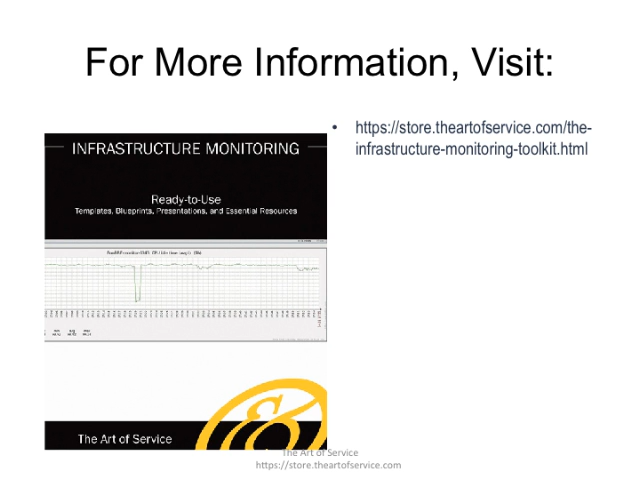 For More Information, Visit:
• https://store.theartofservice.com/the-
infrastructure-monitoring-toolkit.html
INFRASTRUCTURE MONITORING
Ready-to-Use
Templates, Blueprints, Presentations, and Essential Resources
The Art of Service
The Art of Service
https://store.theartofservice.com